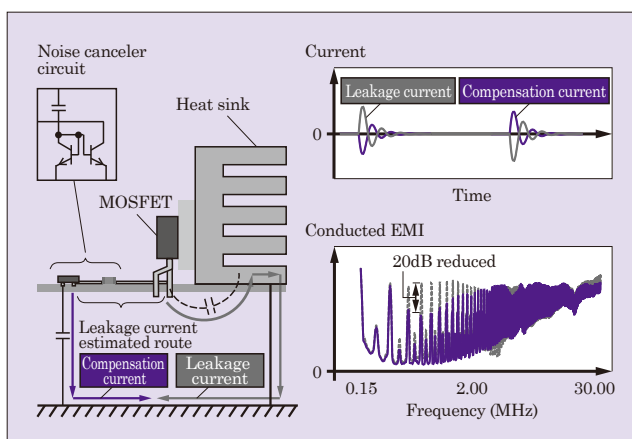 Noise canceler
circuit
Heat sink
MOSFET
Leakage current
estimated route
Compensation
current
Leakage
current
Current
Leakage current
Compensation current
0
Time
Conducted EMI
20dB reduced
0
0.15
2.00
30.00
Frequency (MHz)